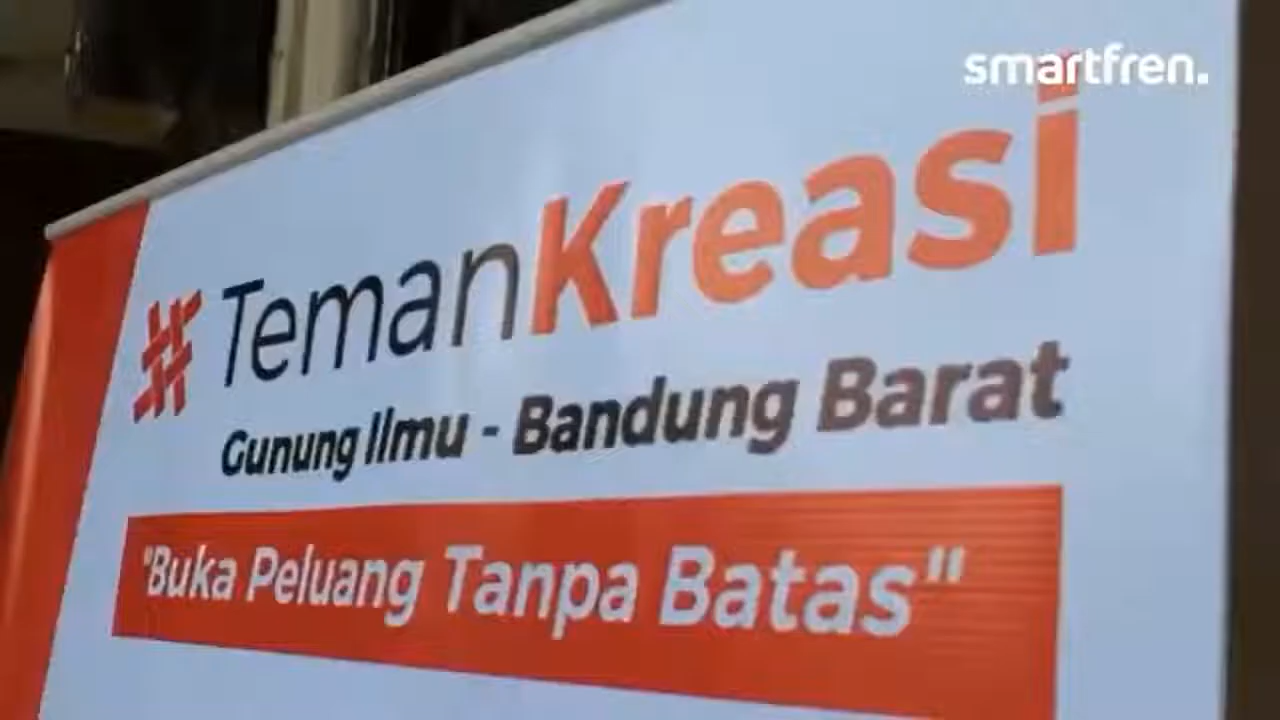 smartfren.
#TemanKreasi
Gunung Ilmu - Bandung Barat
"Buka Peluang Tanpa Batas"